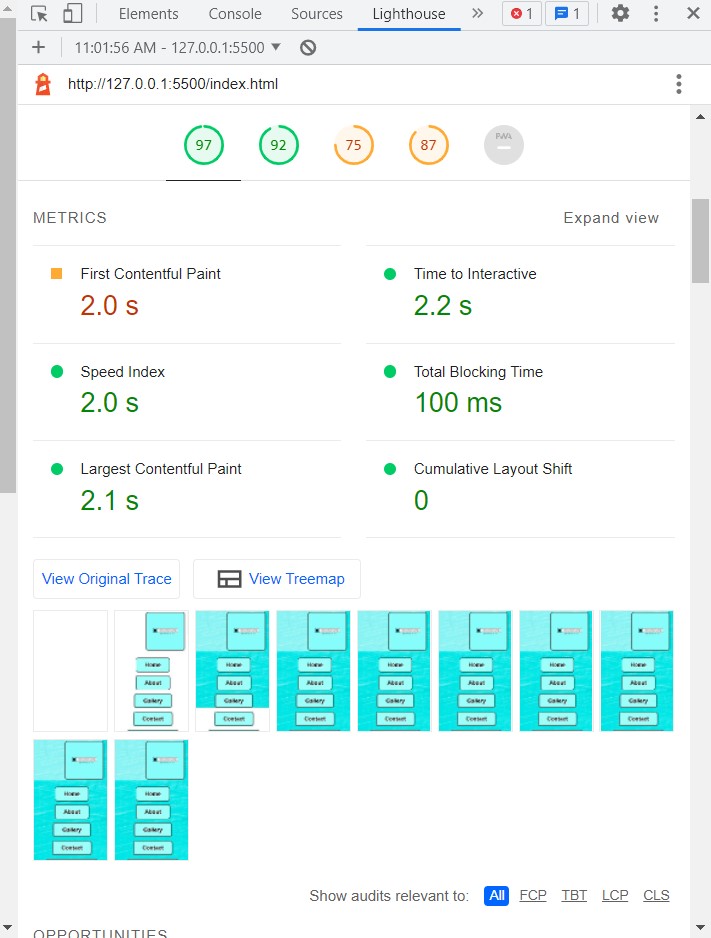 Elements Console Sources Lighthouse » 1 1
11:01:56 AM - 127.0.0.1:5500
http://127.0.0.1:5500/index.html
97 92 75 87 PWA
METRICS Expand view
First Contentful Paint Time to Interactive
2.0 s 2.2 s
Speed Index Total Blocking Time
2.0 s 100 ms
Largest Contentful Paint Cumulative Layout Shift
2.1 s 0
View Original Trace View Treemap
Home Home Home Home Home Home Home
About About About About About About About
Gallery Gallery Gallery Gallery Gallery Gallery Gallery
Contact Contact Contact Contact Contact Contact Contact
Home Home
About About
Gallery Gallery
Contact Contact
Show audits relevant to: All FCP TBT LCP CLS
OPPORTUNITIES